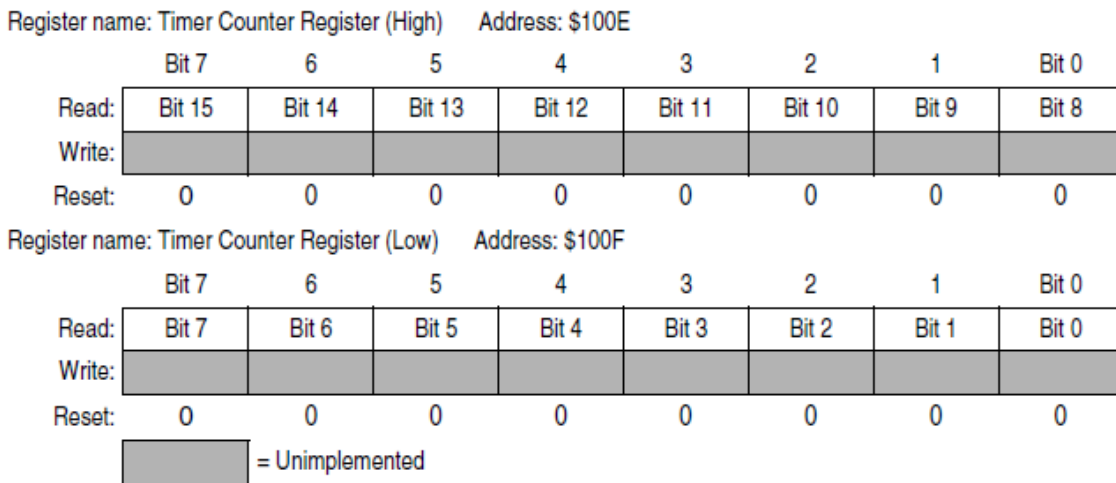 Register name: Timer Counter Register (High) Address: $100E
Bit 7 6 5 4 3 2 1 Bit 0
Read: Bit 15 Bit 14 Bit 13 Bit 12 Bit 11 Bit 10 Bit 9 Bit 8
Write:
Reset: 0 0 0 0 0 0 0 0
Register name: Timer Counter Register (Low) Address: $100F
Bit 7 6 5 4 3 2 1 Bit 0
Read: Bit 7 Bit 6 Bit 5 Bit 4 Bit 3 Bit 2 Bit 1 Bit 0
Write:
Reset: 0 0 0 0 0 0 0 0
= Unimplemented